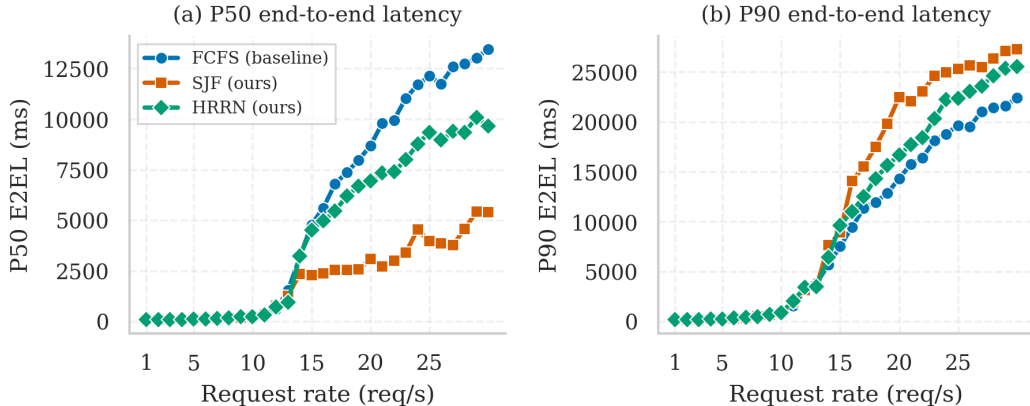 (a) P50 end-to-end latency
P50 E2EL (ms)
12500
10000
7500
5000
2500
0
FCFS (baseline)
SJF (ours)
HRRN (ours)
1 5 10 15 20 25
Request rate (req/s)
(b) P90 end-to-end latency
P90 E2EL (ms)
25000
20000
15000
10000
5000
0
1 5 10 15 20 25
Request rate (req/s)